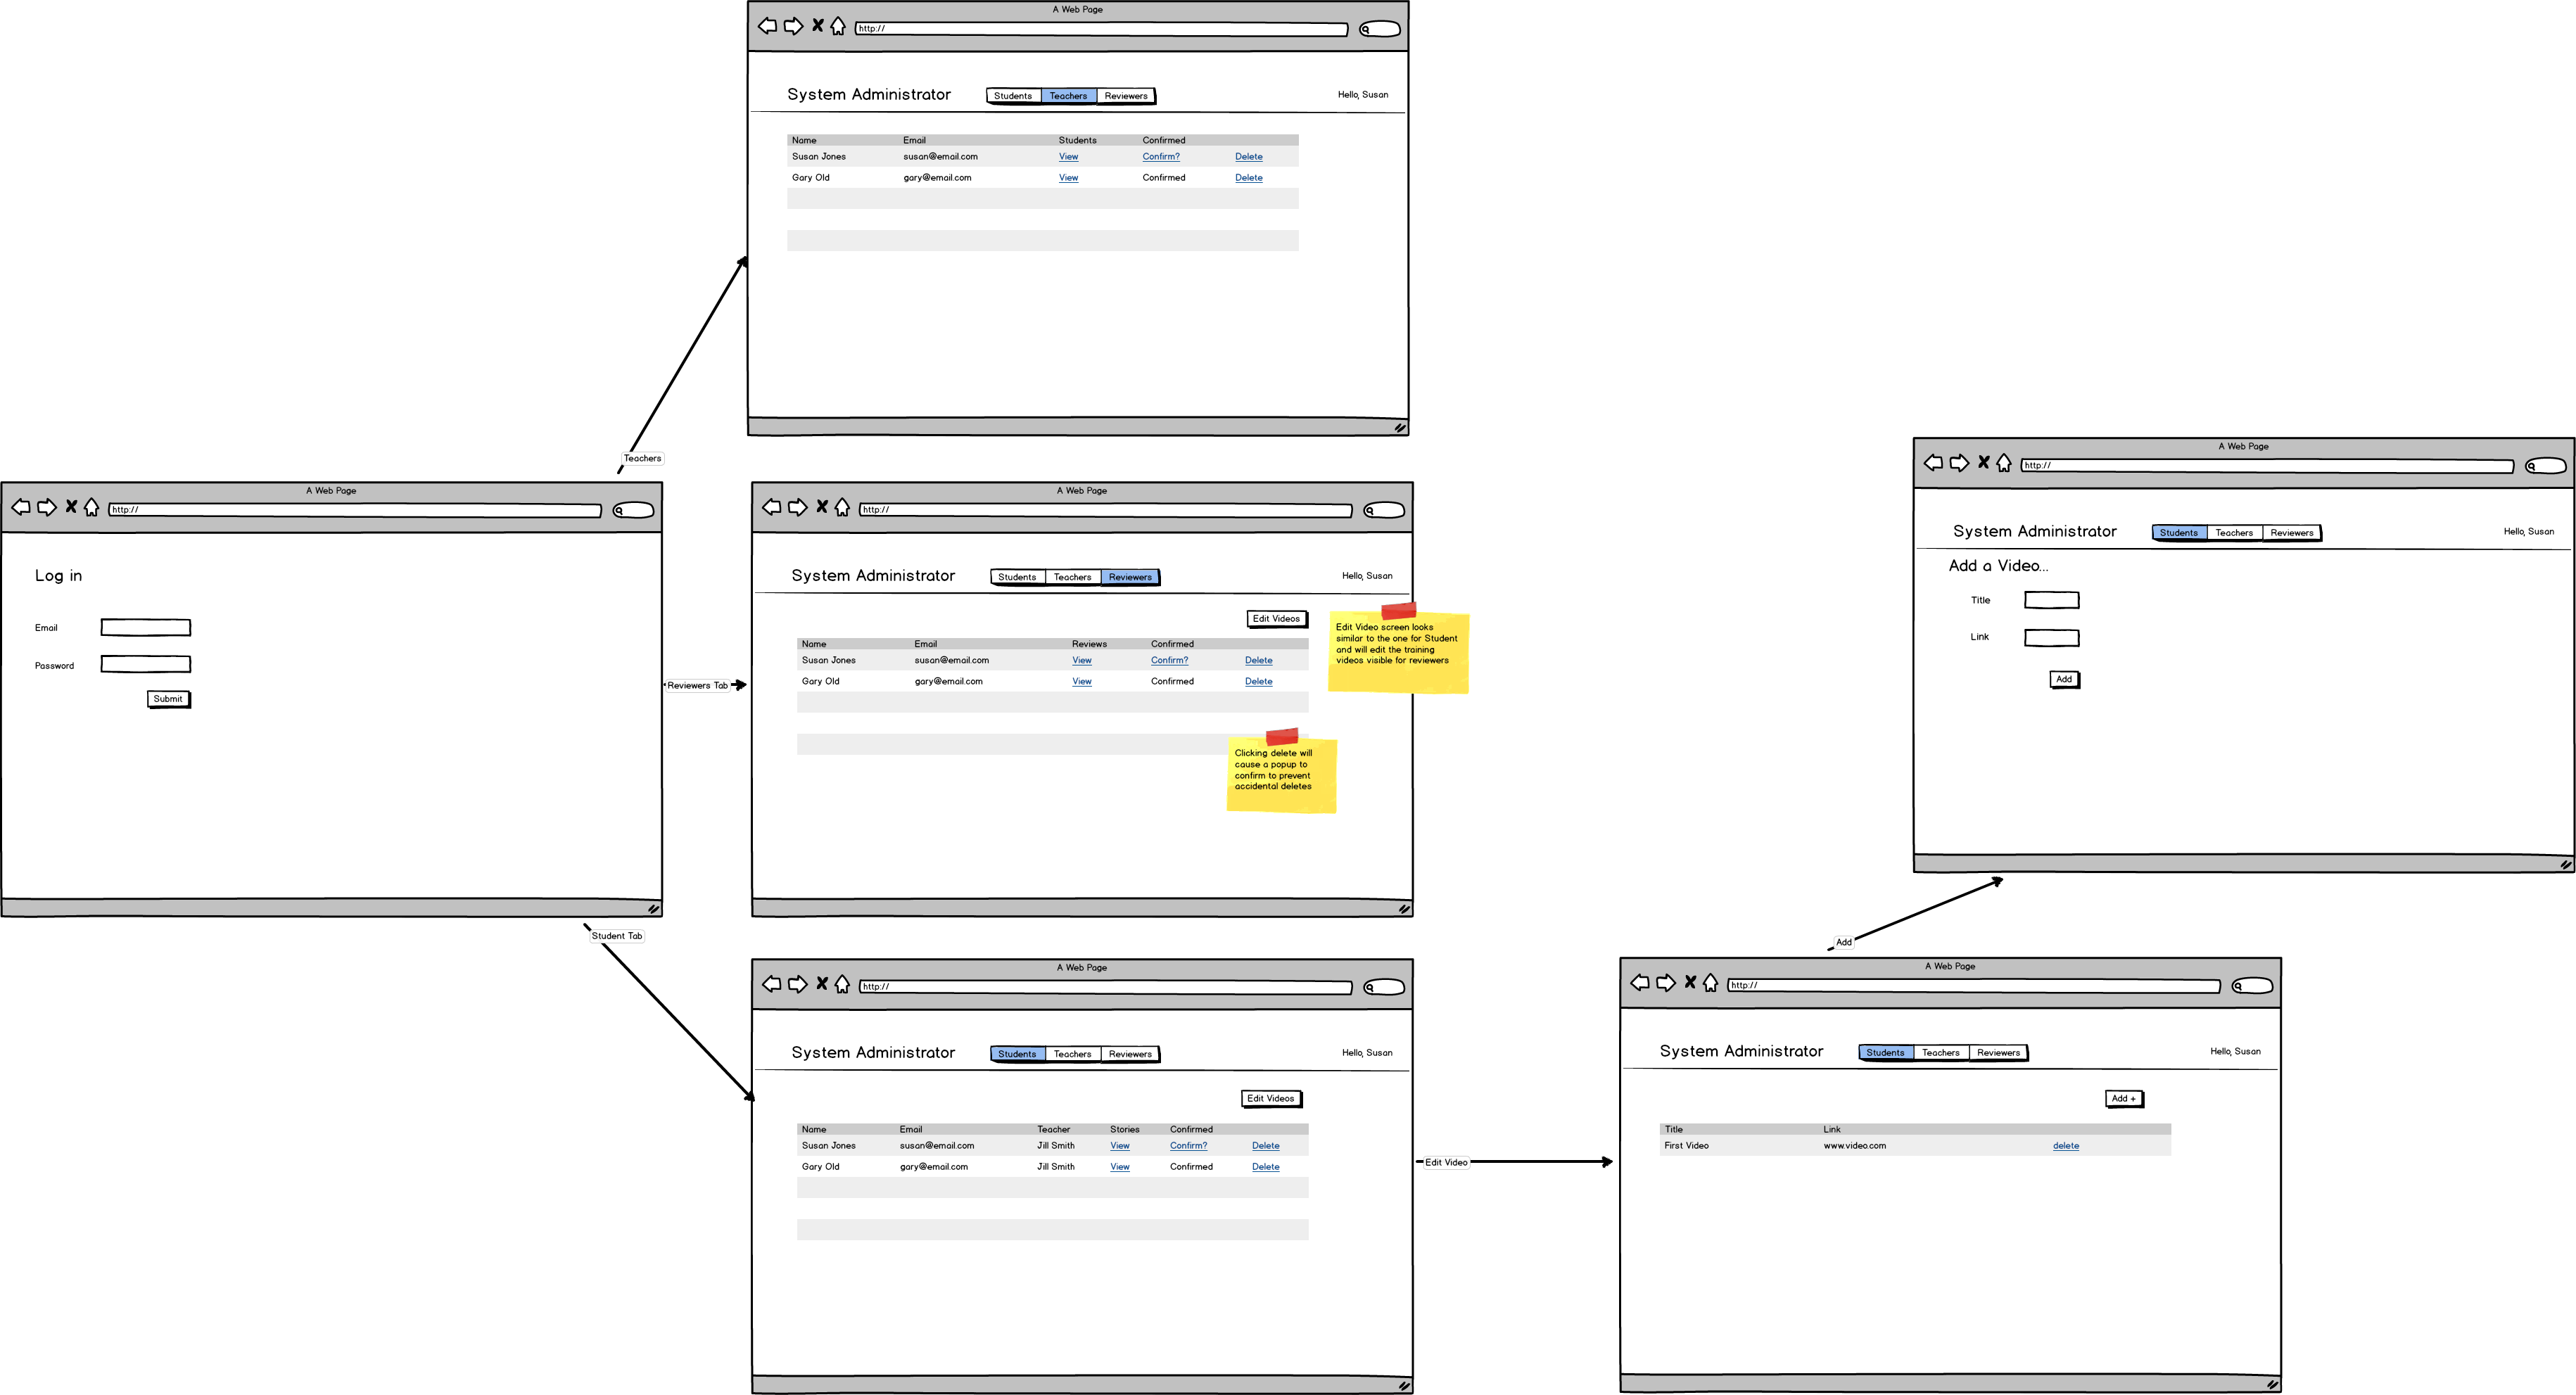 A Web Page
http://
System Administrator
Students Teachers Reviewers
Hello, Susan
Name Email Students Confirmed
Susan Jones susan@email.com View Confirm? Delete
Gary Old gary@email.com View Confirmed Delete
Teachers
A Web Page
http://
Log in
Email
Password
Submit
Reviewers Tab
Student Tab
A Web Page
http://
System Administrator
Students Teachers Reviewers
Hello, Susan
Edit Videos
Name Email Reviews Confirmed
Susan Jones susan@email.com View Confirm? Delete
Gary Old gary@email.com View Confirmed Delete
Edit Video screen looks
similar to the one for Student
and will edit the training
videos visible for reviewers
Clicking delete will
cause a popup to
confirm to prevent
accidental deletes
A Web Page
http://
System Administrator
Students Teachers Reviewers
Hello, Susan
Edit Videos
Name Email Teacher Stories Confirmed
Susan Jones susan@email.com Jill Smith View Confirm? Delete
Gary Old gary@email.com Jill Smith View Confirmed Delete
Edit Video
A Web Page
http://
System Administrator
Students Teachers Reviewers
Hello, Susan
Add +
Title Link
First Video www.video.com delete
Add
A Web Page
http://
System Administrator
Students Teachers Reviewers
Hello, Susan
Add a Video...
Title
Link
Add